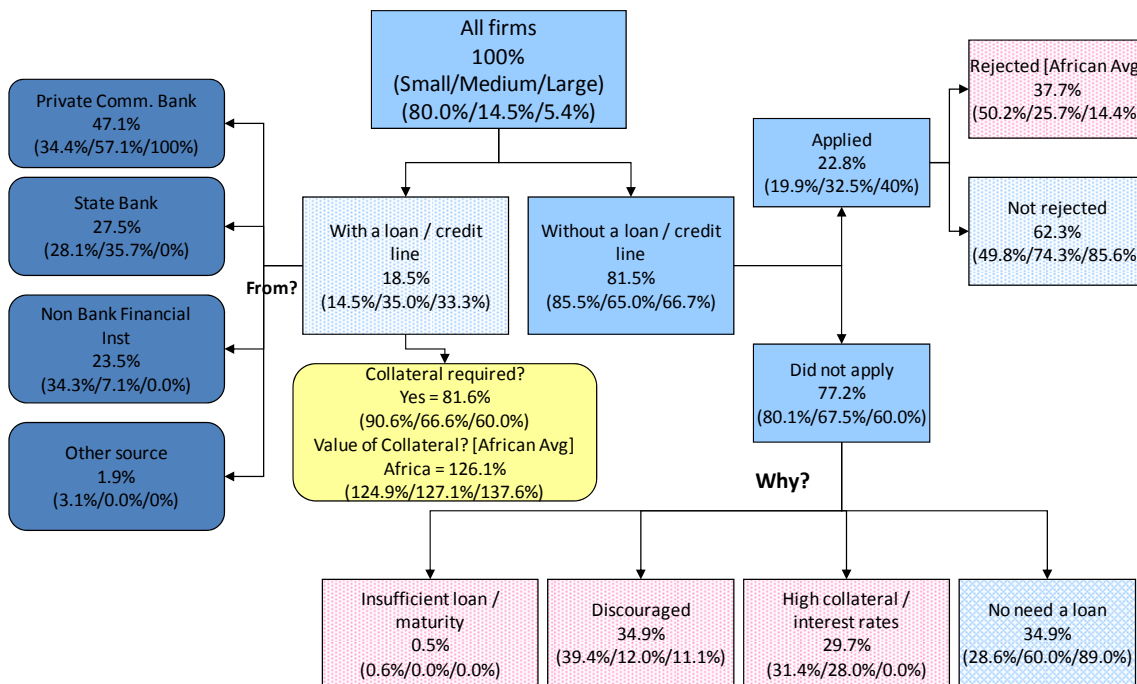 All firms
100%
(Small/Medium/Large)
(80.0%/14.5%/5.4%)
Private Comm. Bank
47.1%
(34.4%/57.1%/100%)
State Bank
27.5%
(28.1%/35.7%/0%)
Non Bank Financial
Inst
23.5%
(34.3%/7.1%/0.0%)
Other source
1.9%
(3.1%/0.0%/0%)
From?
With a loan / credit
line
18.5%
(14.5%/35.0%/33.3%)
Without a loan / credit
line
81.5%
(85.5%/65.0%/66.7%)
Collateral required?
Yes = 81.6%
(90.6%/66.6%/60.0%)
Value of Collateral? [African Avg]
Africa = 126.1%
(124.9%/127.1%/137.6%)
Applied
22.8%
(19.9%/32.5%/40%)
Rejected [African Avg
37.7%
(50.2%/25.7%/14.4%
Not rejected
62.3%
(49.8%/74.3%/85.6%
Did not apply
77.2%
(80.1%/67.5%/60.0%)
Why?
Insufficient loan /
maturity
0.5%
(0.6%/0.0%/0.0%)
Discouraged
34.9%
(39.4%/12.0%/11.1%)
High collateral /
interest rates
29.7%
(31.4%/28.0%/0.0%)
No need a loan
34.9%
(28.6%/60.0%/89.0%)